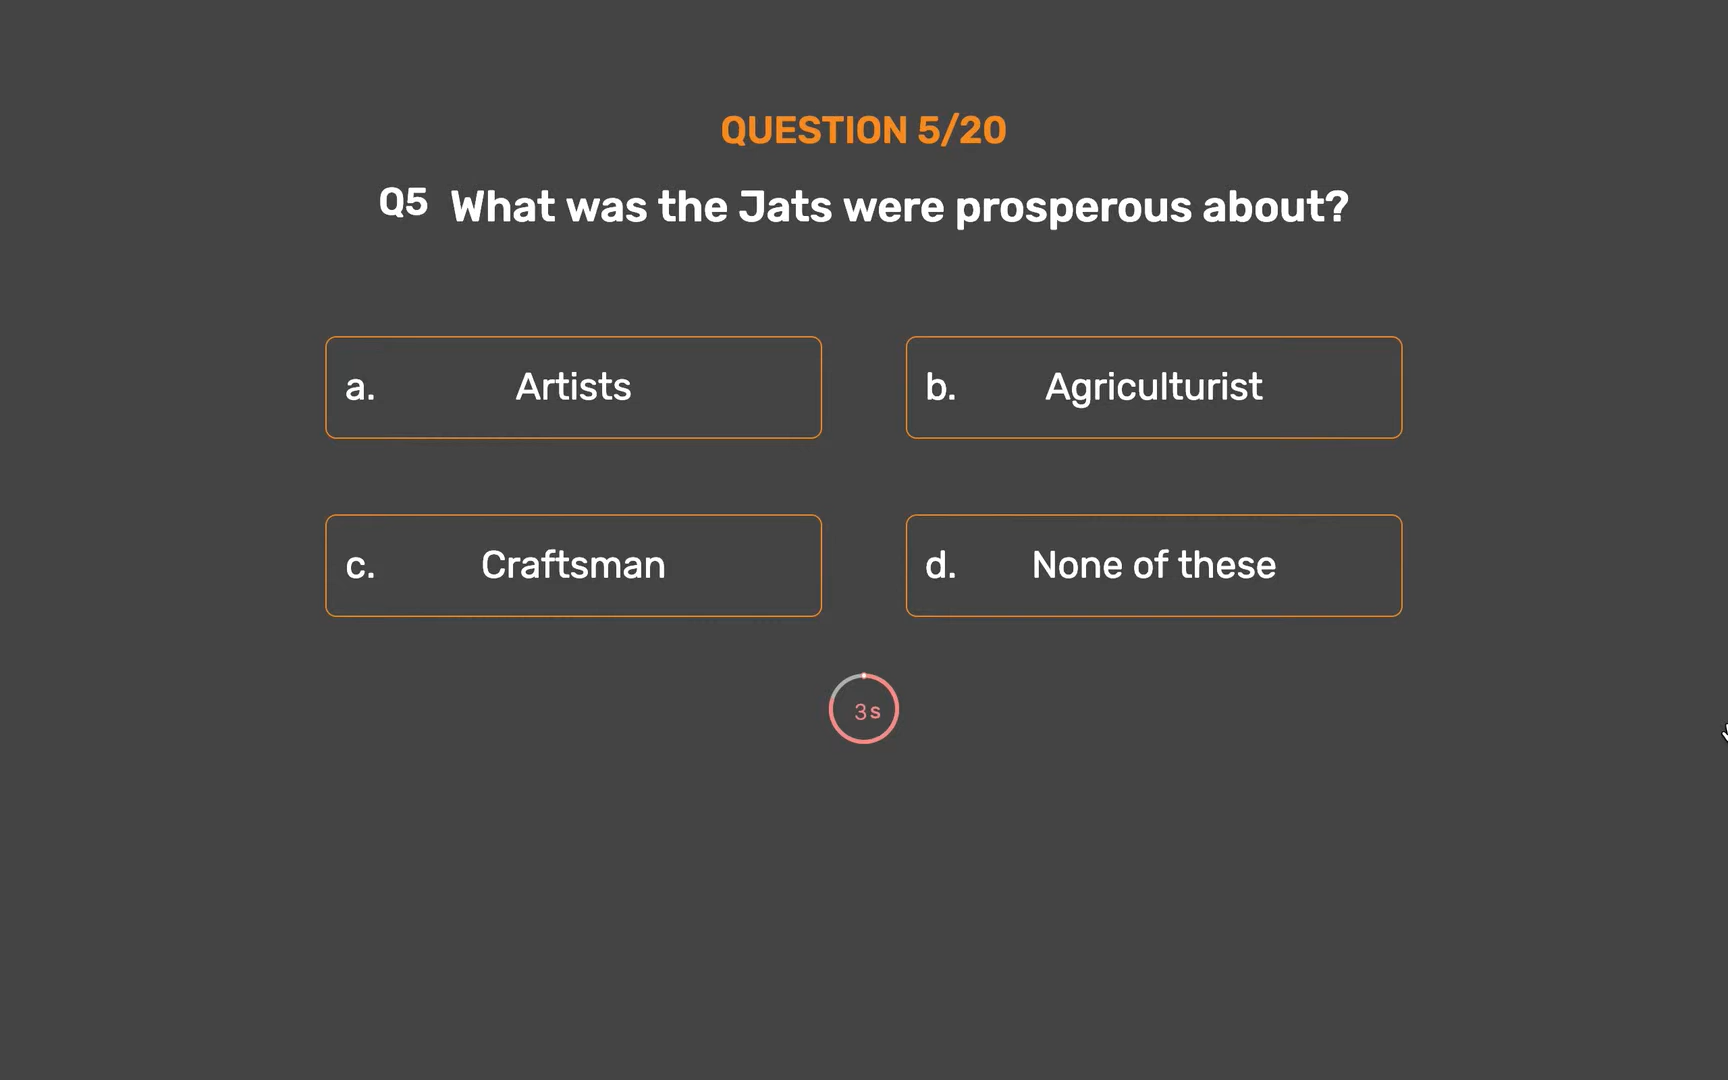 QUESTION 5/20
Q5 What was the Jats were prosperous about?
a. Artists
b. Agriculturist
c. Craftsman
d. None of these
3s